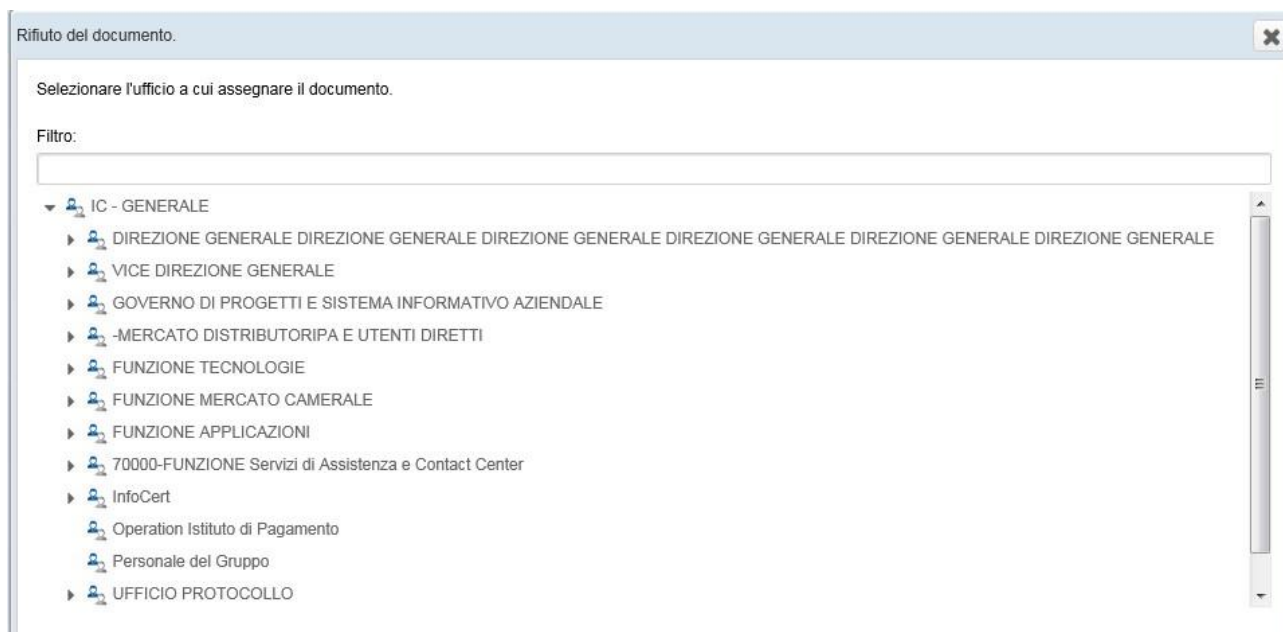 Rifiuto del documento.
Selezionare l'ufficio a cui assegnare il documento.
Filtro:
IC - GENERALE
DIREZIONE GENERALE DIREZIONE GENERALE DIREZIONE GENERALE DIREZIONE GENERALE DIREZIONE GENERALE DIREZIONE GENERALE
VICE DIREZIONE GENERALE
GOVERNO DI PROGETTI E SISTEMA INFORMATIVO AZIENDALE
-MERCATO DISTRIBUTORIPA E UTENTI DIRETTI
FUNZIONE TECNOLOGIE
FUNZIONE MERCATO CAMERALE
FUNZIONE APPLICAZIONI
70000-FUNZIONE Servizi di Assistenza e Contact Center
InfoCert
Operation Istituto di Pagamento
Personale del Gruppo
UFFICIO PROTOCOLLO